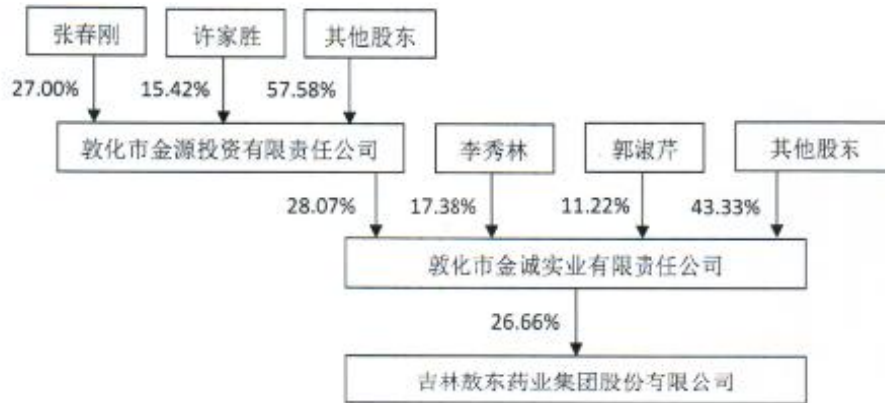 张春刚
许家胜
其他股东
27.00%
15.42%
57.58%
敦化市金源投资有限责任公司
李秀林
郭淑芹
其他股东
28.07%
17.38%
11.22%
43.33%
敦化市金诚实业有限责任公司
26.66%
吉林敖东药业集团股份有限公司